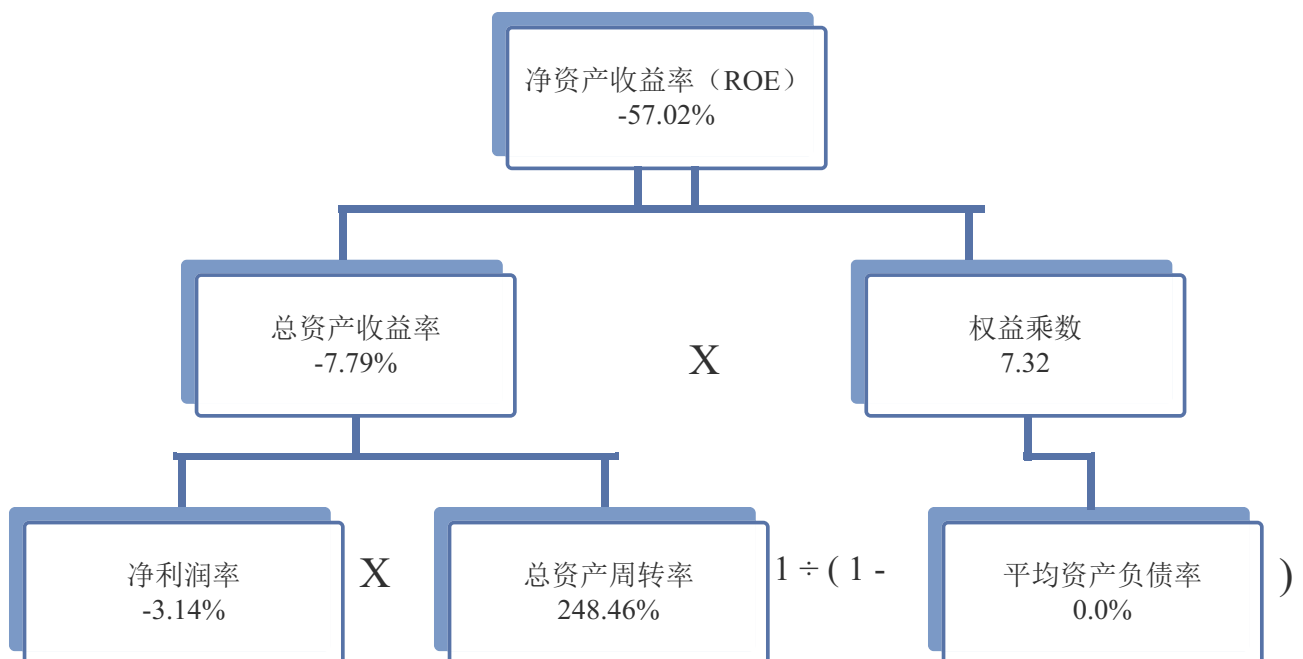 净资产收益率（ROE）
-57.02%
总资产收益率
-7.79%
X
权益乘数
7.32
净利润率
-3.14%
X
总资产周转率
248.46%
1 ÷ ( 1 -
平均资产负债率
0.0%
)